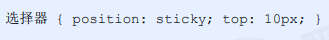 选择器 { position: sticky; top: 10px; }